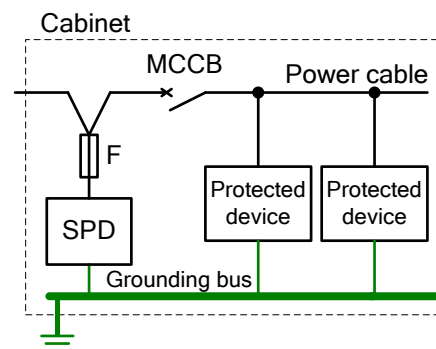 Cabinet
MCCB
Power cable
F
Protected
device
Protected
device
SPD
Grounding bus